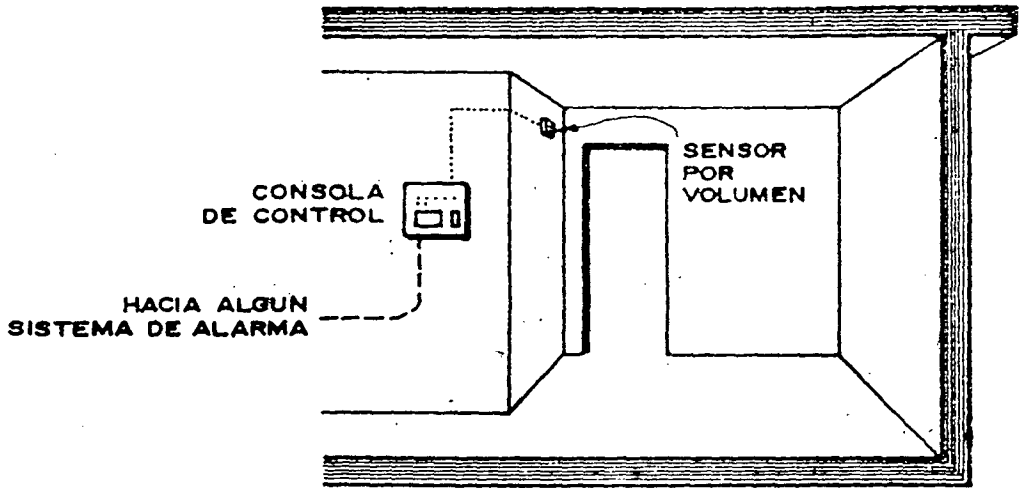 SENSOR
POR
VOLUMEN
CONSOLA
DE CONTROL
HACIA ALGUN
SISTEMA DE ALARMA